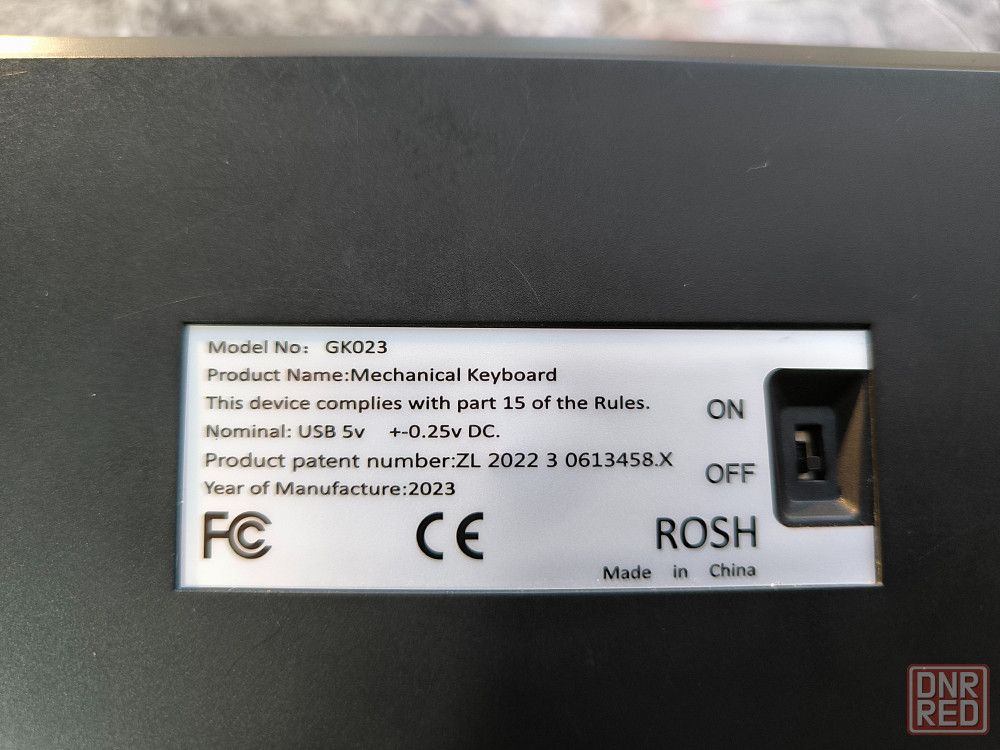 Model No: GK023
Product Name:Mechanical Keyboard
This device complies with part 15 of the Rules.
Nominal: USB 5v +-0.25v DC.
Product patent number:ZL 2022 3 0613458.X
Year of Manufacture:2023
ON
OFF
FC CE ROSH
Made in China
DNR
RED